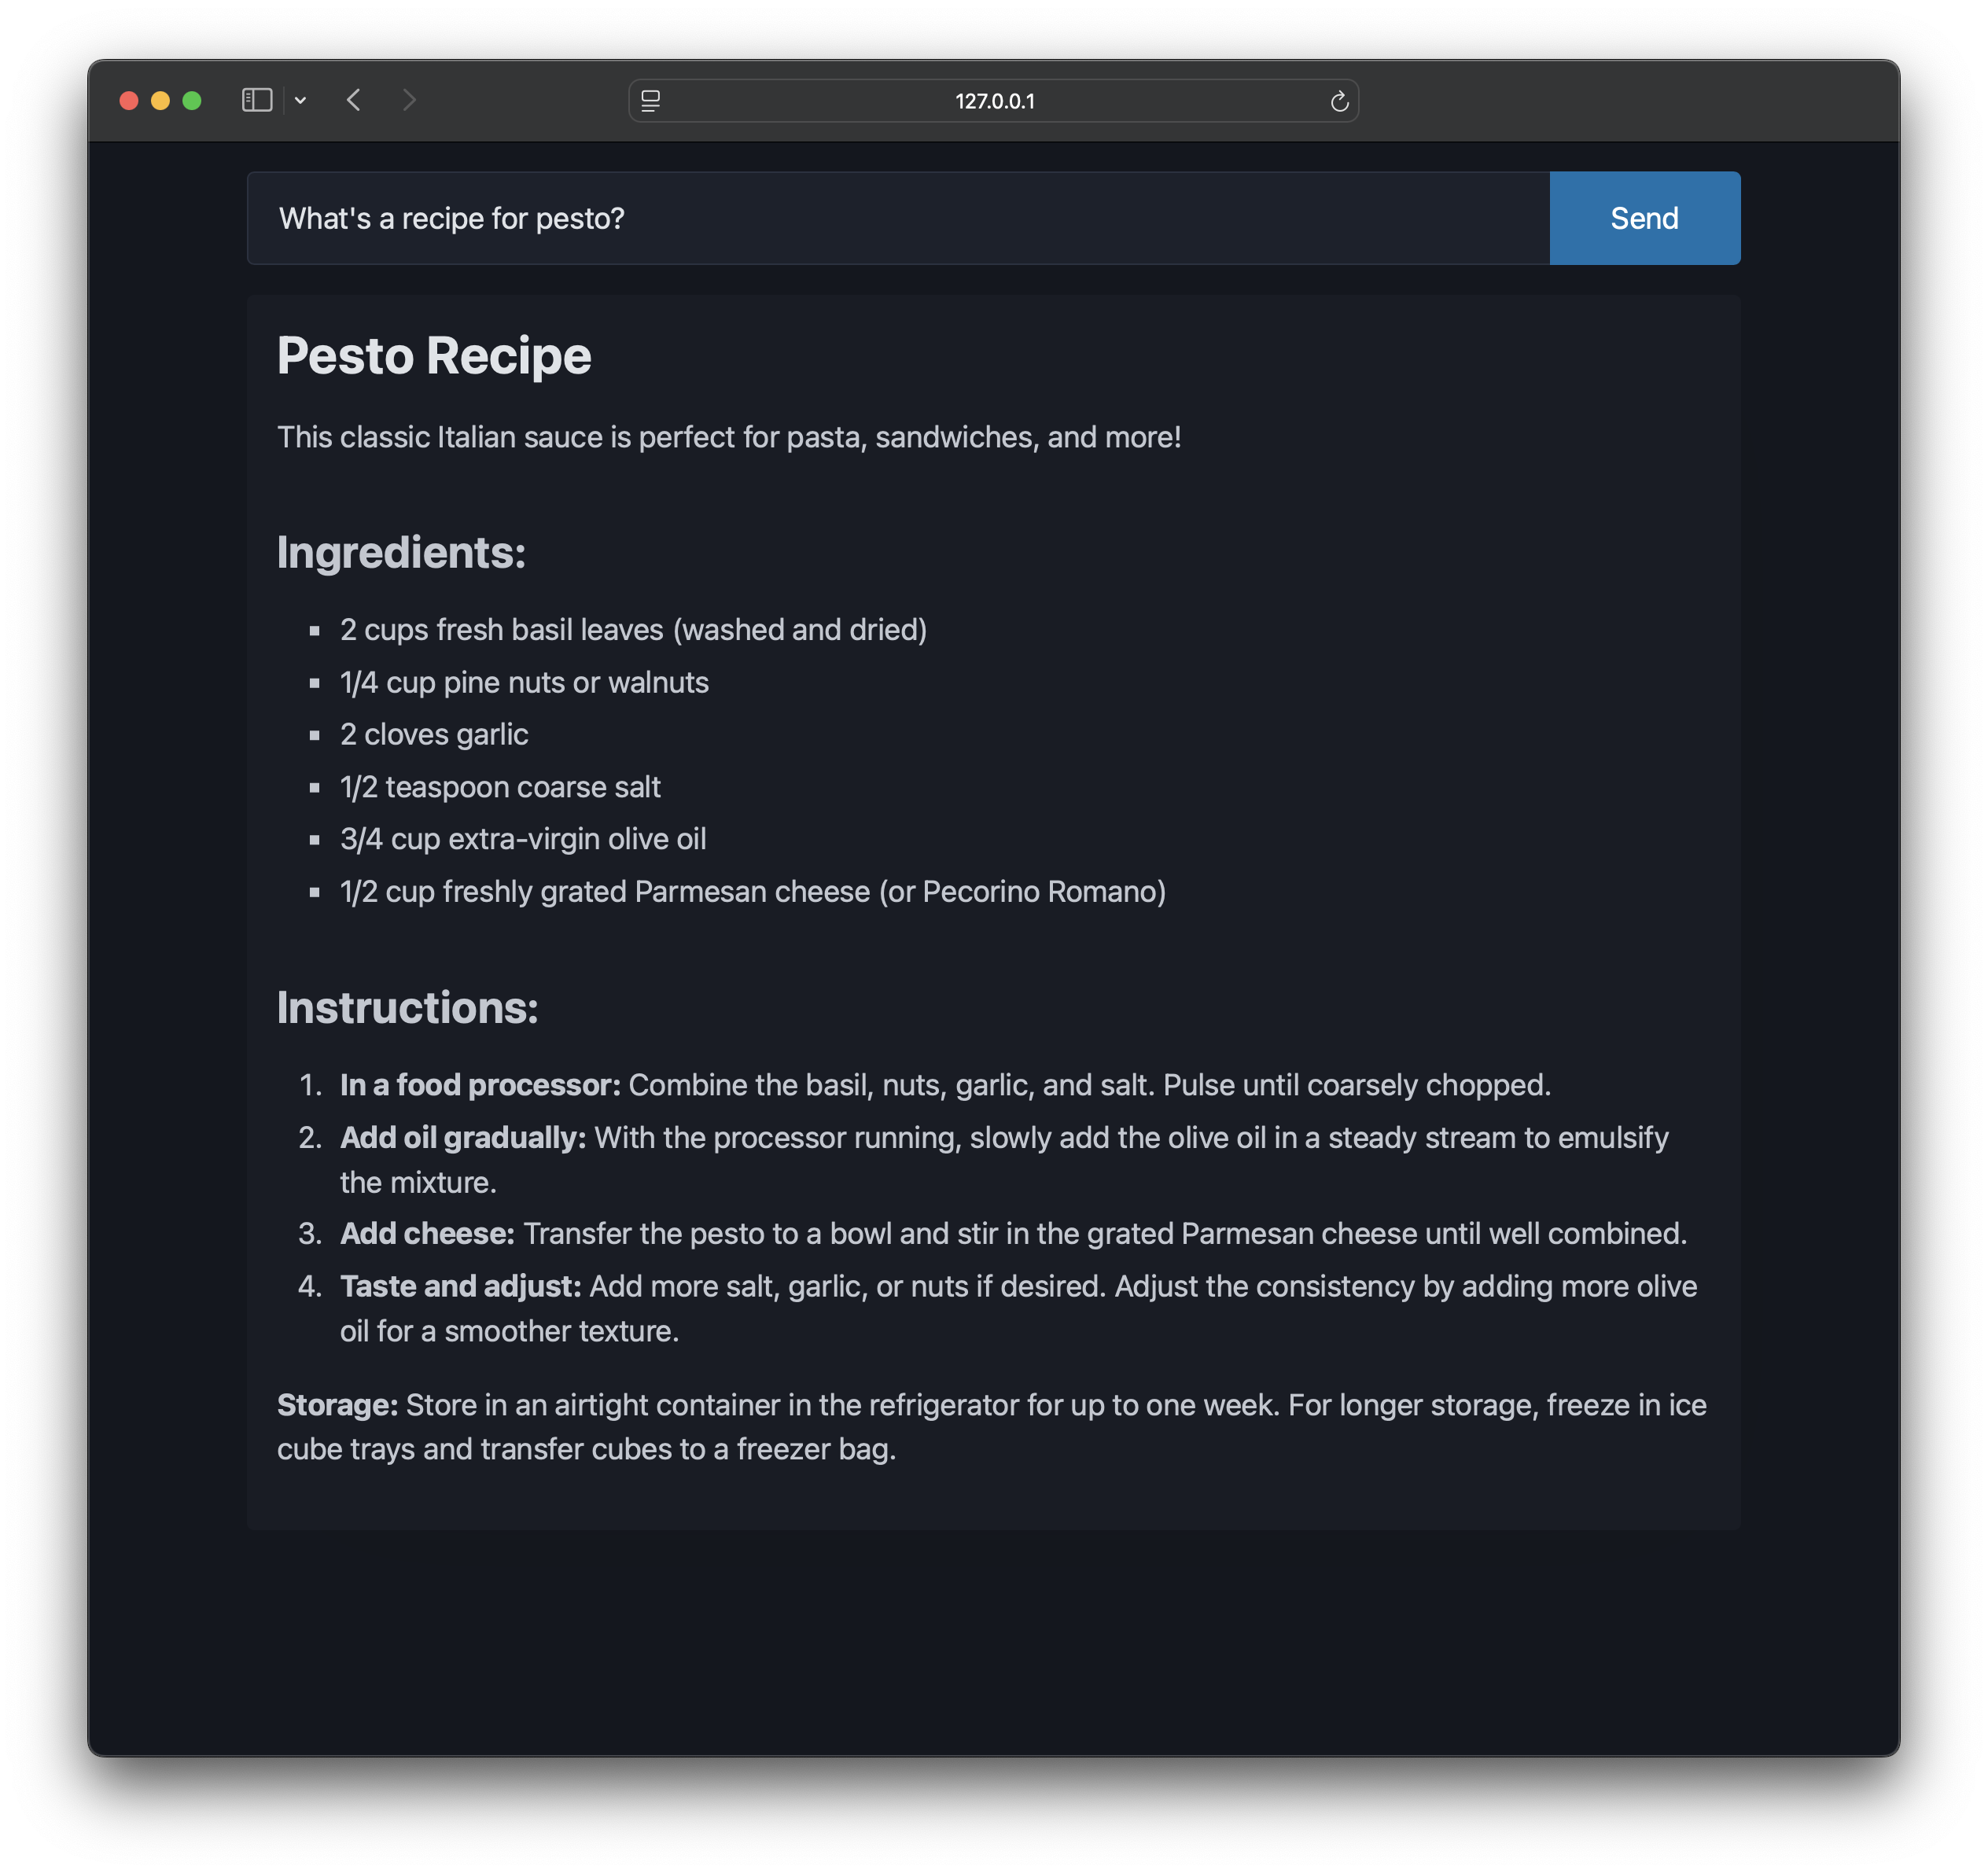 127.0.0.1
What's a recipe for pesto?
Send
Pesto Recipe
This classic Italian sauce is perfect for pasta, sandwiches, and more!
Ingredients:
2 cups fresh basil leaves (washed and dried)
1/4 cup pine nuts or walnuts
2 cloves garlic
1/2 teaspoon coarse salt
3/4 cup extra-virgin olive oil
1/2 cup freshly grated Parmesan cheese (or Pecorino Romano)
Instructions:
1. In a food processor: Combine the basil, nuts, garlic, and salt. Pulse until coarsely chopped.
2. Add oil gradually: With the processor running, slowly add the olive oil in a steady stream to emulsify
the mixture.
3. Add cheese: Transfer the pesto to a bowl and stir in the grated Parmesan cheese until well combined.
4. Taste and adjust: Add more salt, garlic, or nuts if desired. Adjust the consistency by adding more olive
oil for a smoother texture.
Storage: Store in an airtight container in the refrigerator for up to one week. For longer storage, freeze in ice
cube trays and transfer cubes to a freezer bag.